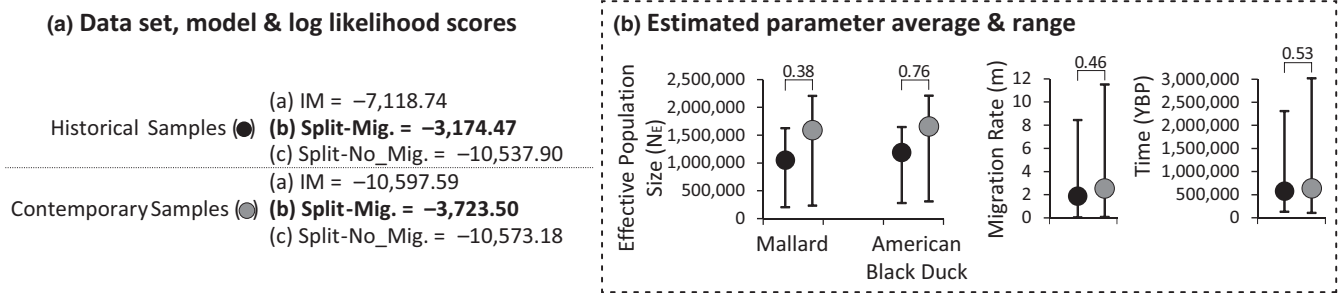 (a) Data set, model & log likelihood scores
Historical Samples ( )
(a) IM = –7,118.74
(b) Split-Mig. = –3,174.47
(c) Split-No_Mig. = –10,537.90
Contemporary Samples ( )
(a) IM = –10,597.59
(b) Split-Mig. = –3,723.50
(c) Split-No_Mig. = –10,573.18
(b) Estimated parameter average & range
Effective Population
Size (NE)
2,500,000
2,000,000
1,500,000
1,000,000
500,000
0
0.38
0.76
Mallard
American
Black Duck
Migration Rate (m)
12
10
8
6
4
2
0
0.46
Time (YBP)
3,000,000
2,500,000
2,000,000
1,500,000
1,000,000
500,000
0
0.53